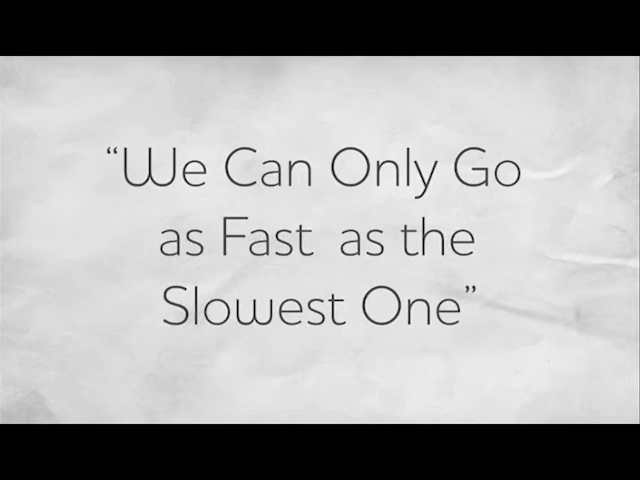 “We Can Only Go
as Fast as the
Slowest One”